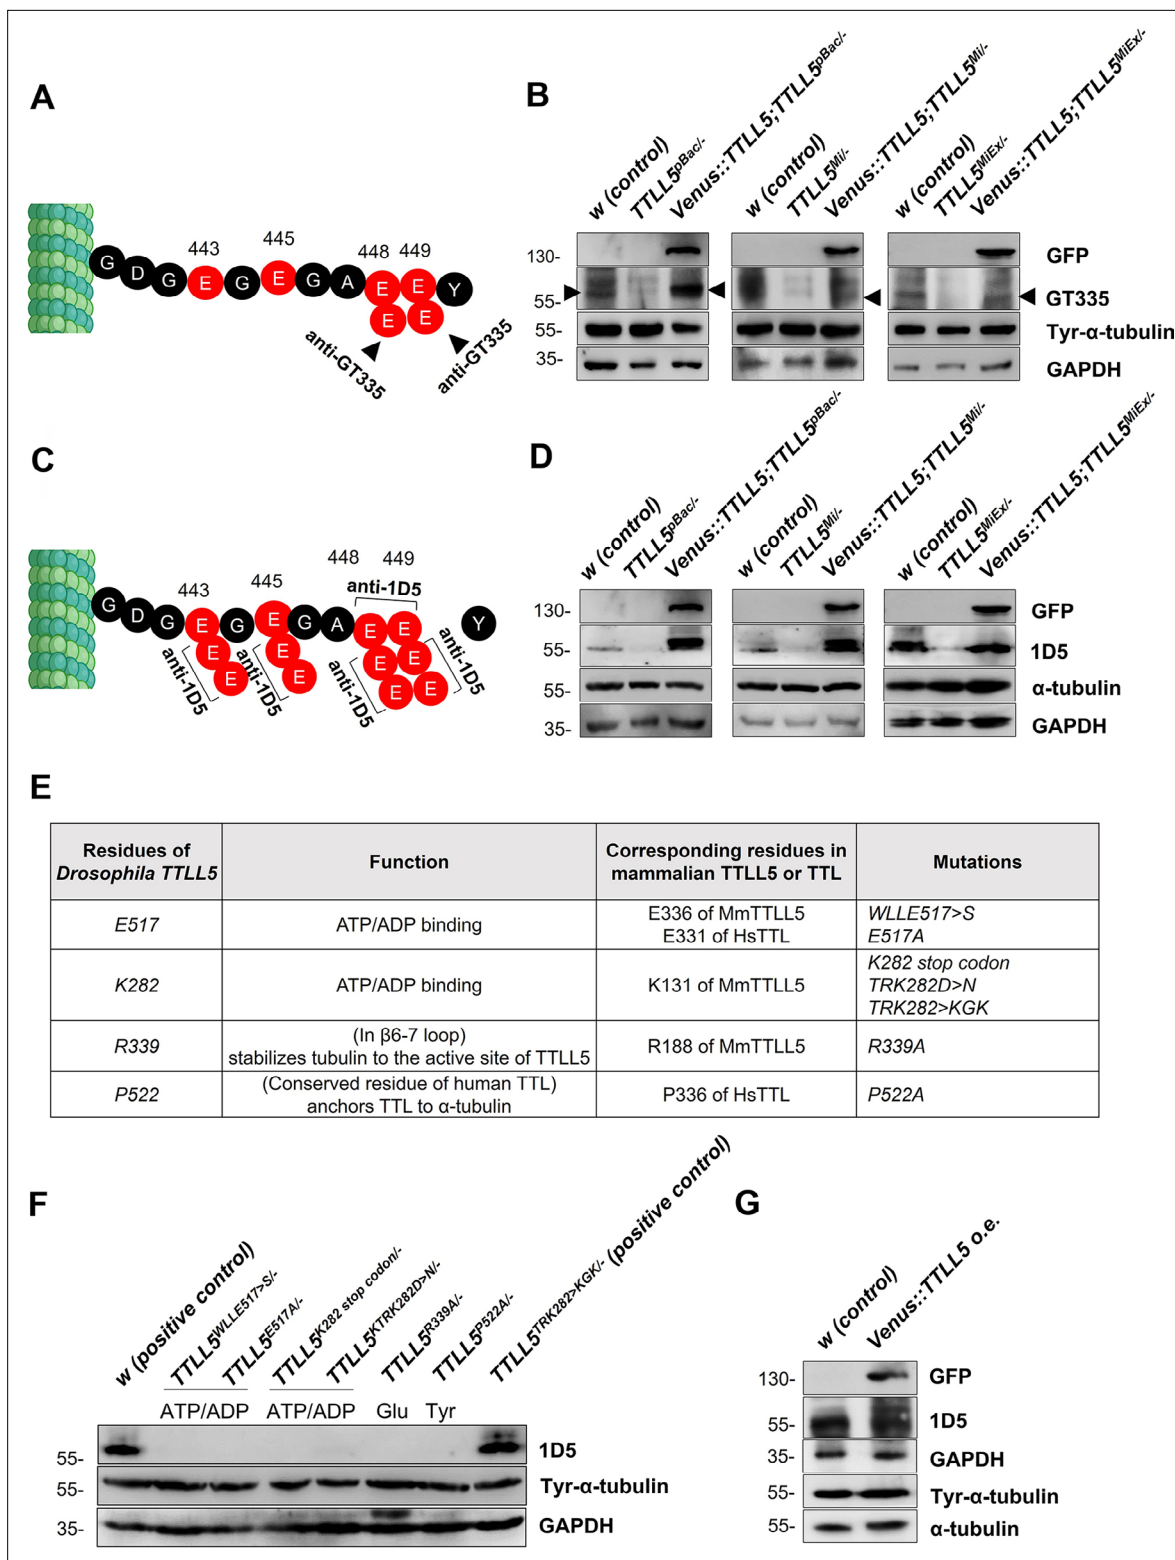 A
443
445
448
449
G D G E G E G A E E Y
E E
anti-GT335
anti-GT335
B
w (control)
TTLL5pBac/-
Venus::TTLL5;TTLL5pBac/-
w (control)
TTLL5Mi/-
Venus::TTLL5;TTLL5Mi/-
w (control)
TTLL5MiEx/-
Venus::TTLL5;TTLL5MiEx/-
130-
GFP
55-
GT335
55-
Tyr-α-tubulin
35-
GAPDH
C
443
445
448
449
anti-1D5
G D G E G E G A E E Y
E E E E
E E E E
anti-1D5
anti-1D5
anti-1D5
anti-1D5
D
w (control)
TTLL5pBac/-
Venus::TTLL5;TTLL5pBac/-
w (control)
TTLL5Mi/-
Venus::TTLL5;TTLL5Mi/-
w (control)
TTLL5MiEx/-
Venus::TTLL5;TTLL5MiEx/-
130-
GFP
55-
1D5
55-
α-tubulin
35-
GAPDH
E
Residues of
Drosophila TTLL5
Function
Corresponding residues in
mammalian TTLL5 or TTL
Mutations
E517
ATP/ADP binding
E336 of MmTTLL5
E331 of HsTTL
WLLE517>S
E517A
K282
ATP/ADP binding
K131 of MmTTLL5
K282 stop codon
TRK282D>N
TRK282>KGK
R339
(In β6-7 loop)
stabilizes tubulin to the active site of TTLL5
R188 of MmTTLL5
R339A
P522
(Conserved residue of human TTL)
anchors TTL to α-tubulin
P336 of HsTTL
P522A
F
w (positive control)
TTLL5WLLE517>S/-
TTLL5E517A/-
TTLL5K282 stop codon/-
TTLL5KTRK282D>N/-
TTLL5R339A/-
TTLL5P522A/-
TTLL5TRK282>KGK/- (positive control)
ATP/ADP
ATP/ADP
Glu
Tyr
55-
1D5
55-
Tyr-α-tubulin
35-
GAPDH
G
w (control)
Venus::TTLL5 o.e.
130-
GFP
55-
1D5
35-
GAPDH
55-
Tyr-α-tubulin
55-
α-tubulin